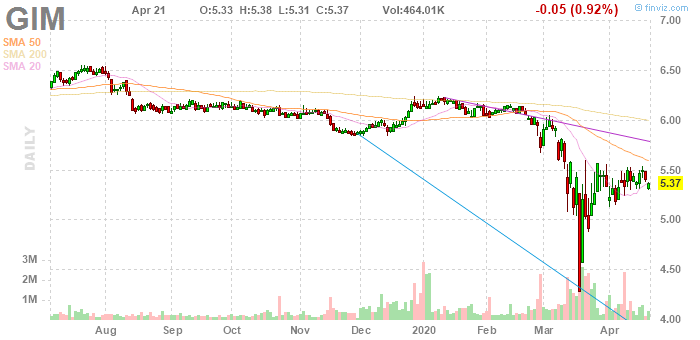 © finviz.com
GIM Apr 21 O:5.33 H:5.38 L:5.31 C:5.37 Vol:464.01K -0.05 (0.92%)
SMA 50
SMA 200
SMA 20
DAILY
7.00
6.50
6.00
5.50
5.37
5.00
4.50
4.00
3M
2M
1M
Aug Sep Oct Nov Dec 2020 Feb Mar Apr